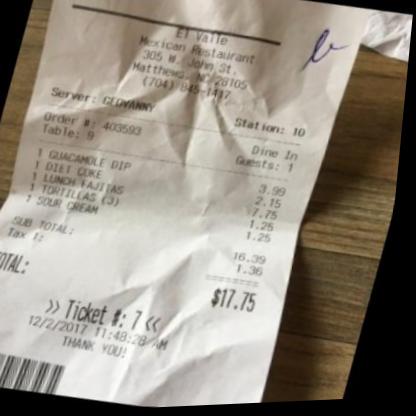 El Valle
Mexican Restaurant
305 W. John St.
Matthews, NC 28105
(704) 845-1417
Server: GEOVANNY Station: 10
Order #: 403593 Dine In
Table: 9 Guests: 1
1 GUACAMOLE DIP 3.99
1 DIET COKE 2.15
1 LUNCH FAJITAS 7.75
1 TORTILLAS (3) 1.25
1 SOUR CREAM 1.25
SUB TOTAL: 16.39
Tax 1: 1.36
OTAL: $17.75
>> Ticket #: 7 <<
12/2/2017 11:48:28 AM
THANK YOU!